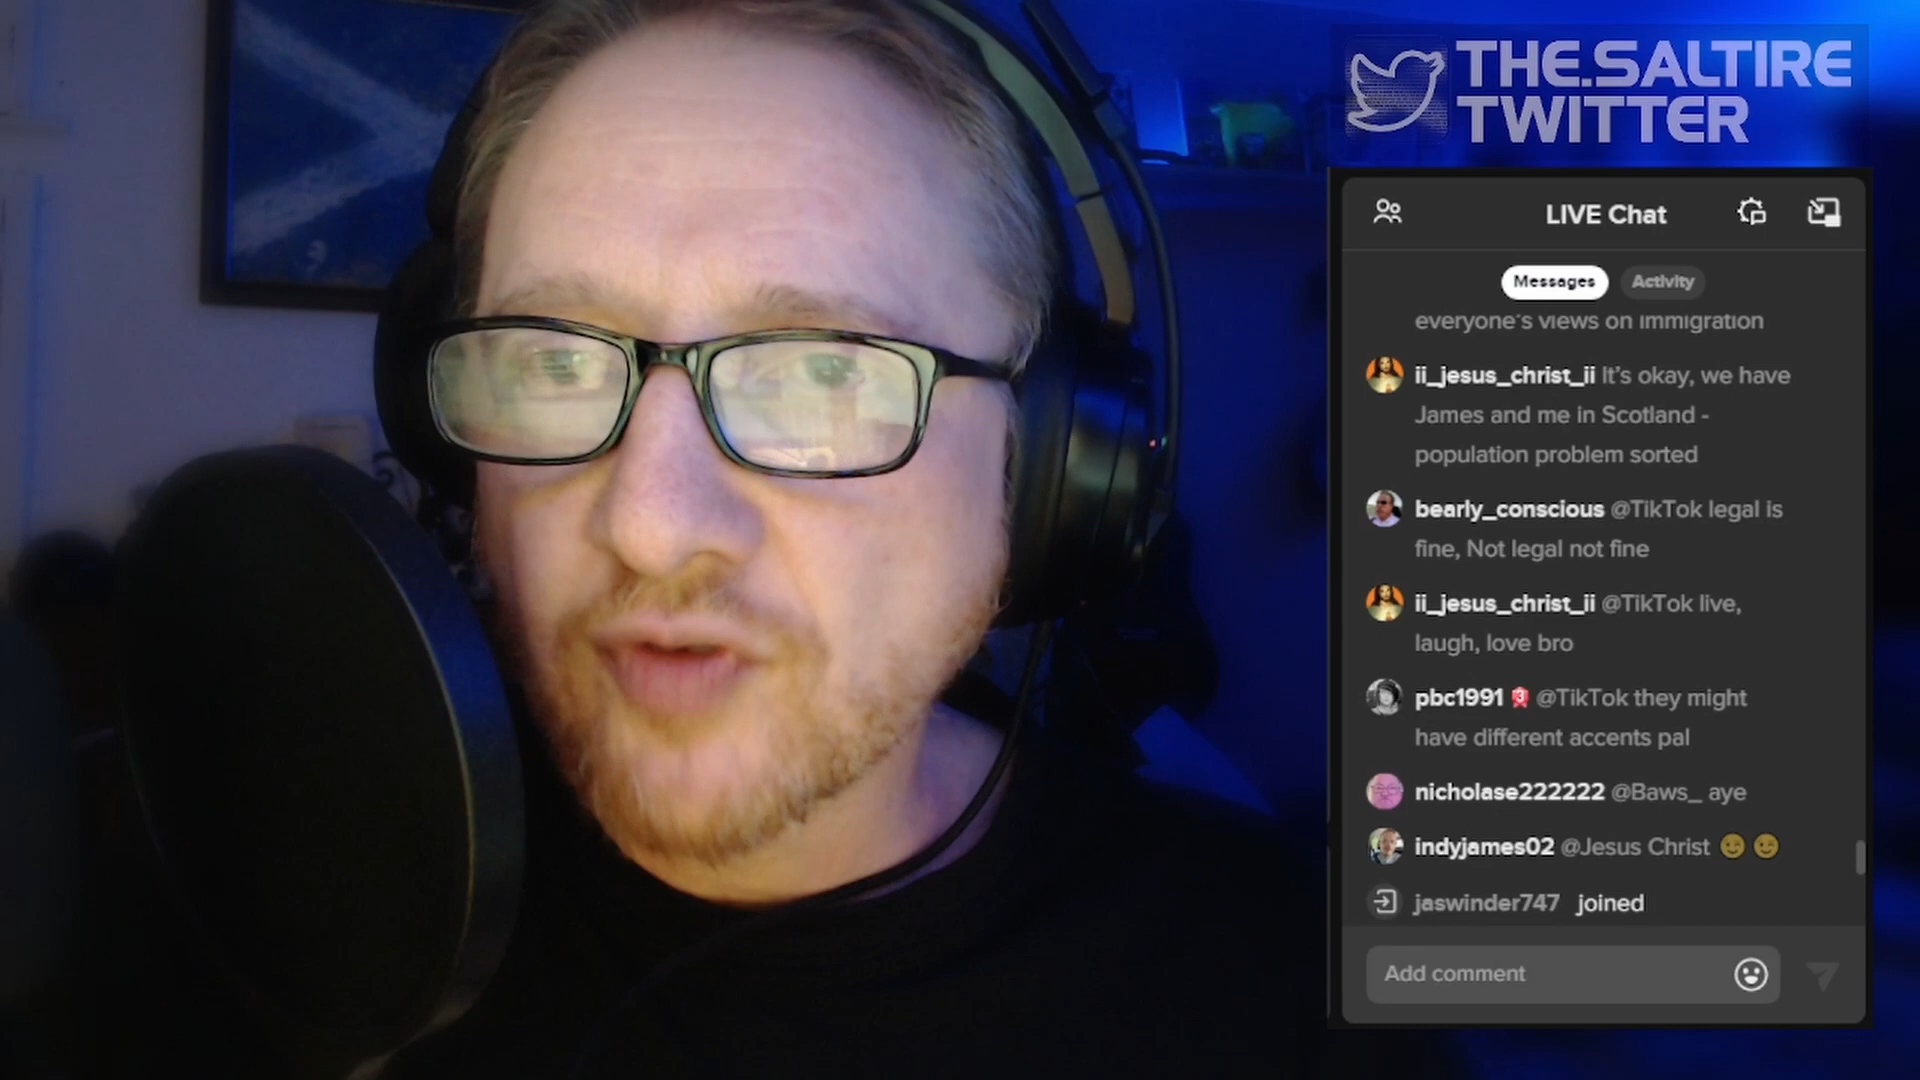 THE.SALTIRE
TWITTER
LIVE Chat
Messages
Activity
everyone's views on immigration
ii_jesus_christ_ii It's okay, we have
James and me in Scotland -
population problem sorted
bearly_conscious @TikTok legal is
fine, Not legal not fine
ii_jesus_christ_ii @TikTok live,
laugh, love bro
pbc1991 3 @TikTok they might
have different accents pal
nicholase222222 @Baws_ aye
indyjames02 @Jesus Christ 😉 😉
jaswinder747 joined
Add comment